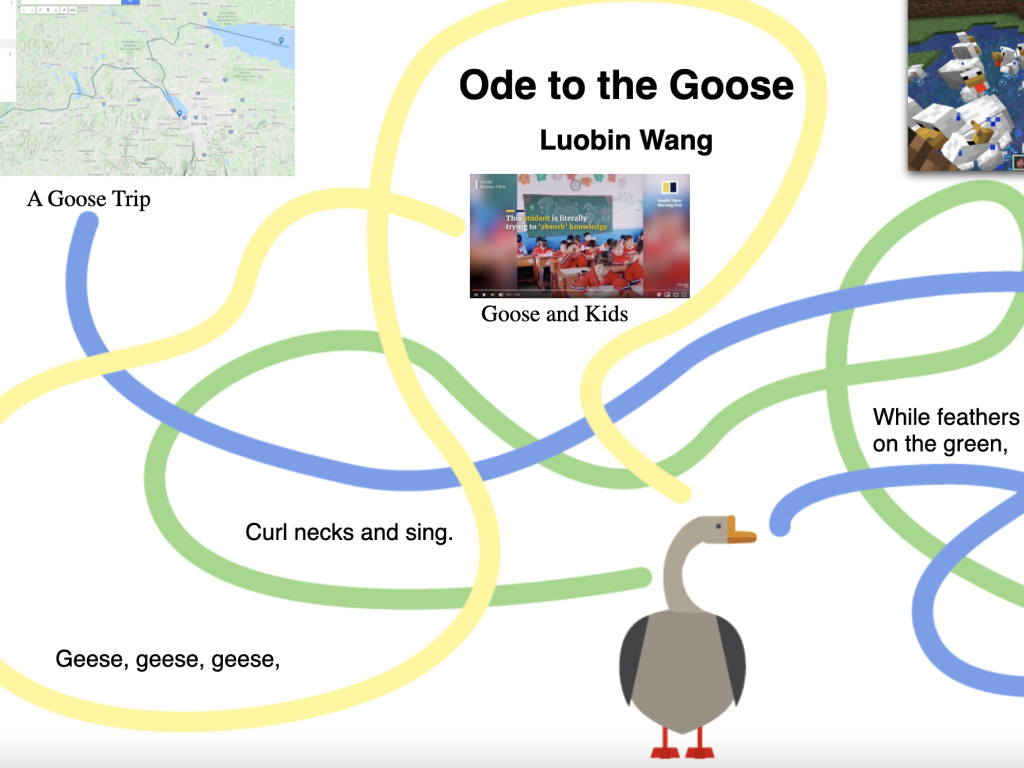 Ode to the Goose
Luobin Wang
A Goose Trip
This student is literally
trying to 'absorb' knowledge
Goose and Kids
While feathers
on the green,
Curl necks and sing.
Geese, geese, geese,